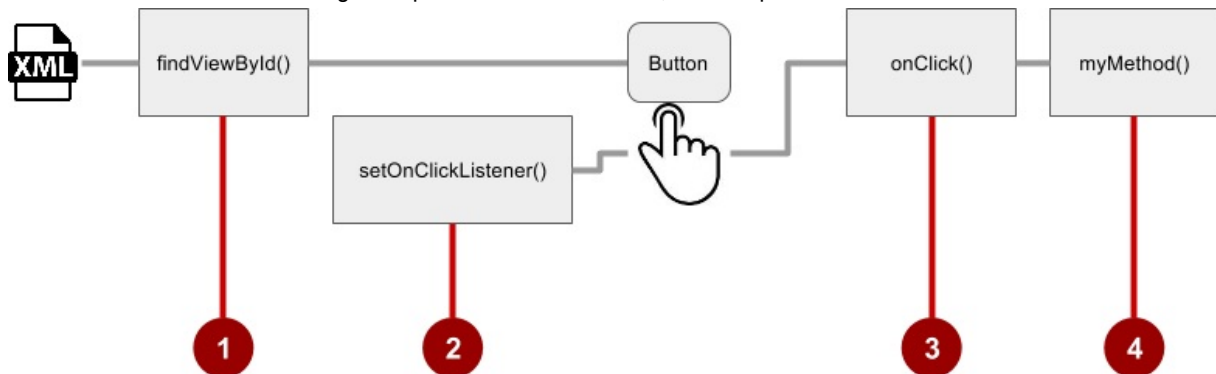 XML
findViewById()
Button
onClick()
myMethod()
setOnClickListener()
1
2
3
4